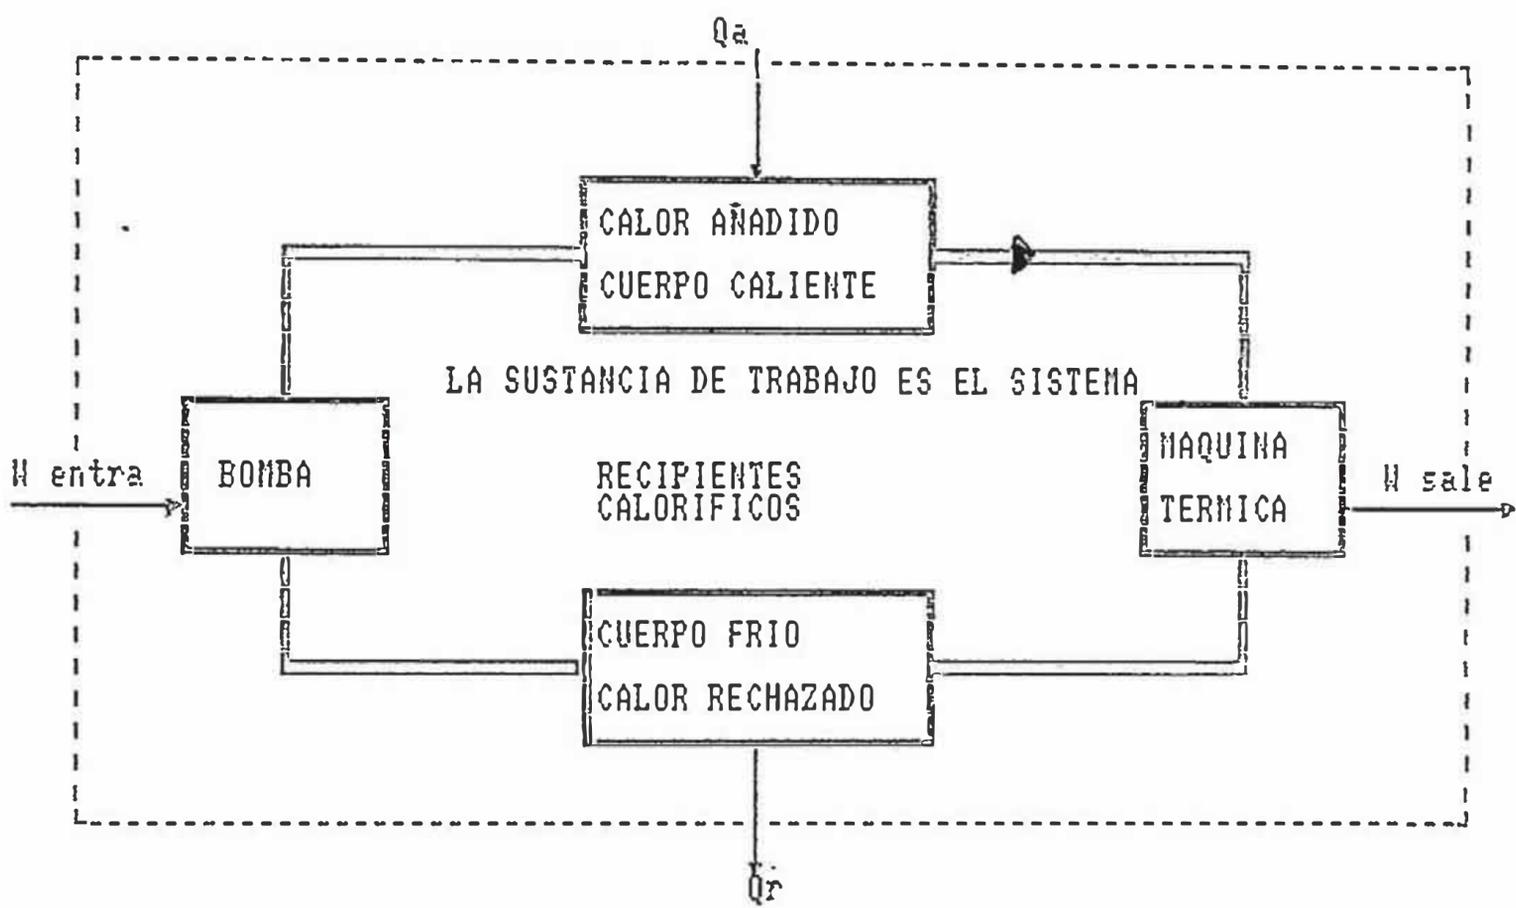 Qa
CALOR AÑADIDO
CUERPO CALIENTE
LA SUSTANCIA DE TRABAJO ES EL SISTEMA
W entra
BOMBA
RECIPIENTES
CALORIFICOS
MAQUINA
TERMICA
W sale
CUERPO FRIO
CALOR RECHAZADO
Qr